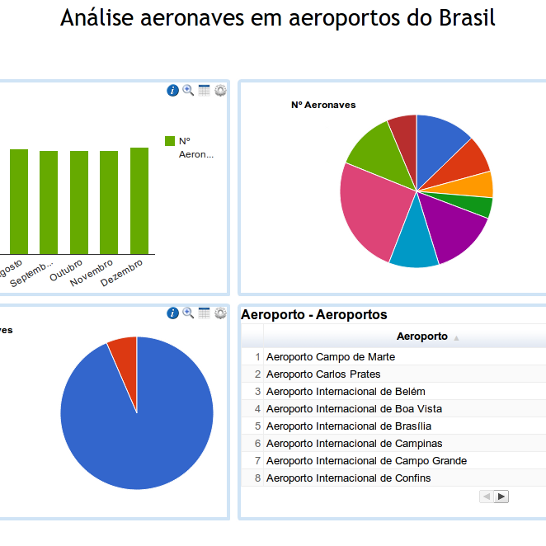 Análise aeronaves em aeroportos do Brasil
Nº
Aeron...
Septemb...
Outubro
Novembro
Dezembro
Nº Aeronaves
Aeroporto - Aeroportos
Aeroporto
1 Aeroporto Campo de Marte
2 Aeroporto Carlos Prates
3 Aeroporto Internacional de Belém
4 Aeroporto Internacional de Boa Vista
5 Aeroporto Internacional de Brasília
6 Aeroporto Internacional de Campinas
7 Aeroporto Internacional de Campo Grande
8 Aeroporto Internacional de Confins